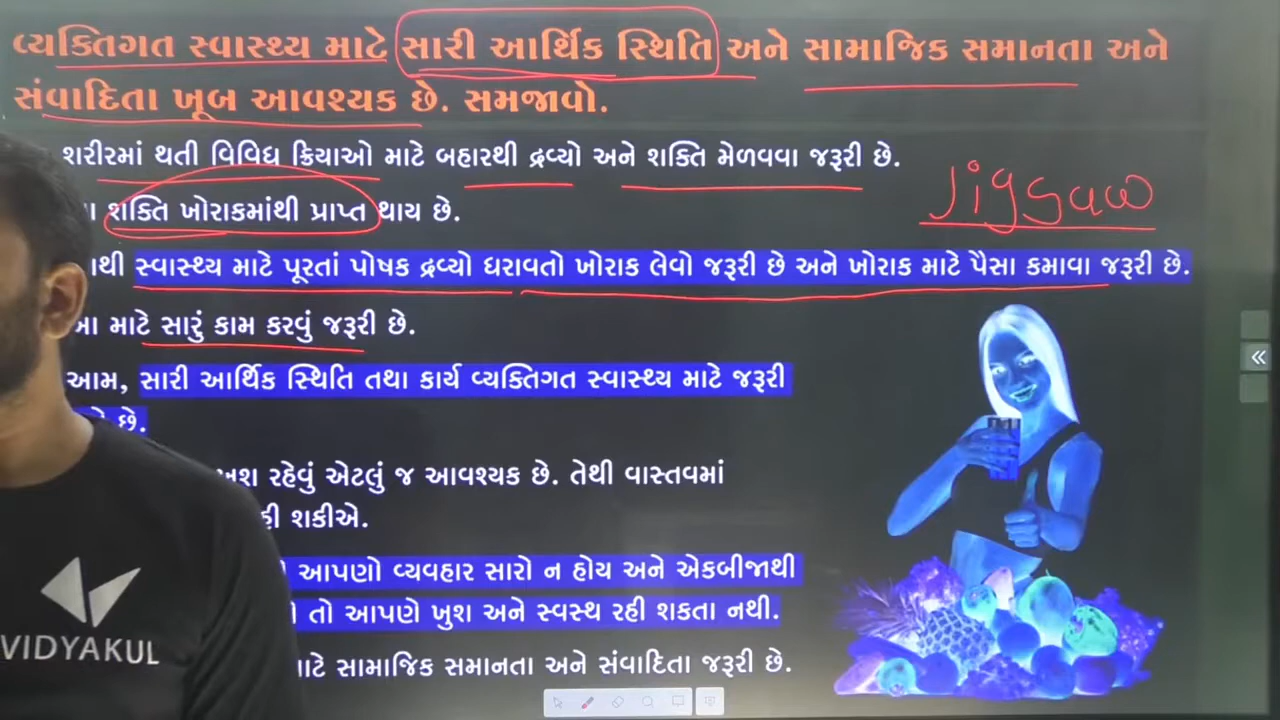 વ્યક્તિગત સ્વાસ્થ્ય માટે સારી આર્થિક સ્થિતિ અને સામાજિક સમાનતા અને
સંવાદિતા ખૂબ આવશ્યક છે. સમજાવો.
શરીરમાં થતી વિવિધ ક્રિયાઓ માટે બહારથી દ્રવ્યો અને શક્તિ મેળવવા જરૂરી છે.
Jigsaw
શક્તિ ખોરાકમાંથી પ્રાપ્ત થાય છે.
સ્વાસ્થ્ય માટે પૂરતાં પોષક દ્રવ્યો ધરાવતો ખોરાક લેવો જરૂરી છે અને ખોરાક માટે પૈસા કમાવા જરૂરી છે.
આ માટે સારું કામ કરવું જરૂરી છે.
આમ, સારી આર્થિક સ્થિતિ તથા કાર્ય વ્યક્તિગત સ્વાસ્થ્ય માટે જરૂરી
છે.
રહેવું એટલું જ આવશ્યક છે. તેથી વાસ્તવમાં
શકીએ.
આપણો વ્યવહાર સારો ન હોય અને એકબીજાથી
તો આપણે ખુશ અને સ્વસ્થ રહી શકતા નથી.
સામાજિક સમાનતા અને સંવાદિતા જરૂરી છે.
VIDYAKUL